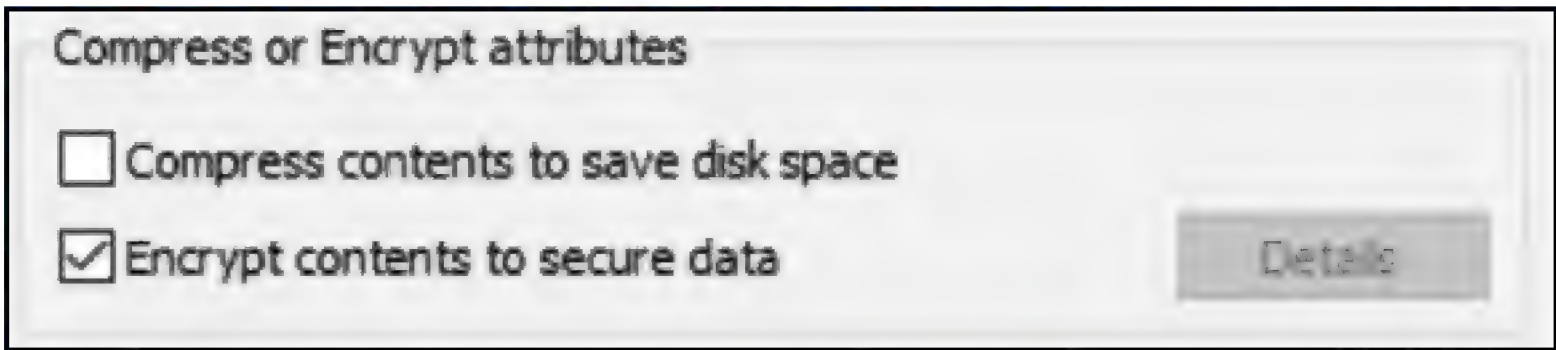 Compress or Encrypt attributes
Compress contents to save disk space
Encrypt contents to secure data
Details